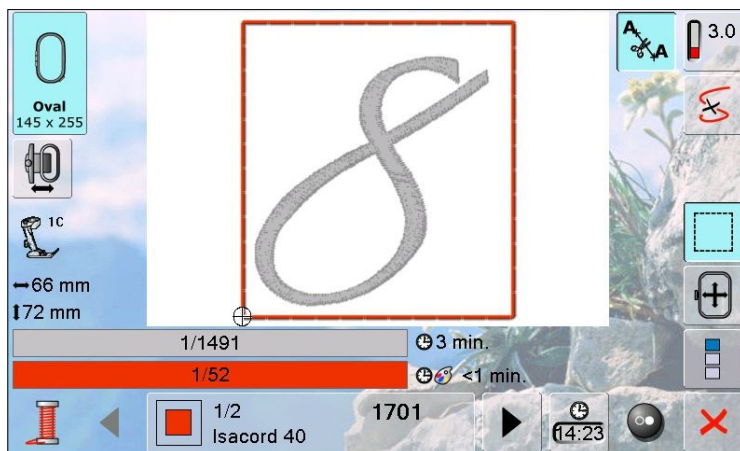 Oval
145 x 255
1C
66 mm
72 mm
8
A A
3.0
1/1491
3 min.
1/52
<1 min.
1/2
Isacord 40
1701
14:23